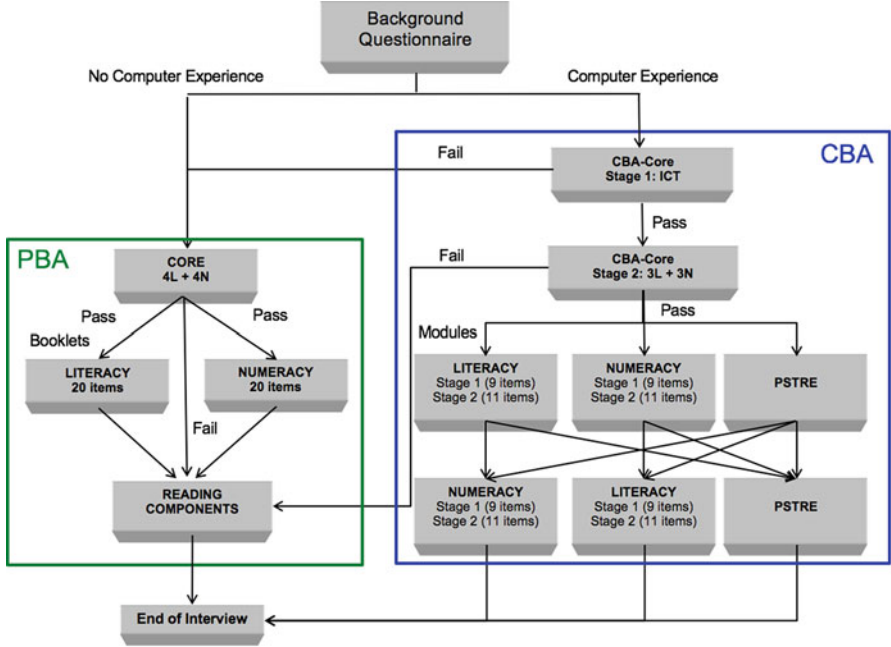 Background
Questionnaire
No Computer Experience
Computer Experience
Fail
CBA-Core
Stage 1: ICT
CBA
Pass
PBA
CORE
4L + 4N
Fail
CBA-Core
Stage 2: 3L + 3N
Pass
Pass
Pass
Booklets
Modules
LITERACY
20 items
NUMERACY
20 items
LITERACY
Stage 1 (9 items)
Stage 2 (11 items)
NUMERACY
Stage 1 (9 items)
Stage 2 (11 items)
PSTRE
Fail
READING
COMPONENTS
NUMERACY
Stage 1 (9 items)
Stage 2 (11 items)
LITERACY
Stage 1 (9 items)
Stage 2 (11 items)
PSTRE
End of Interview